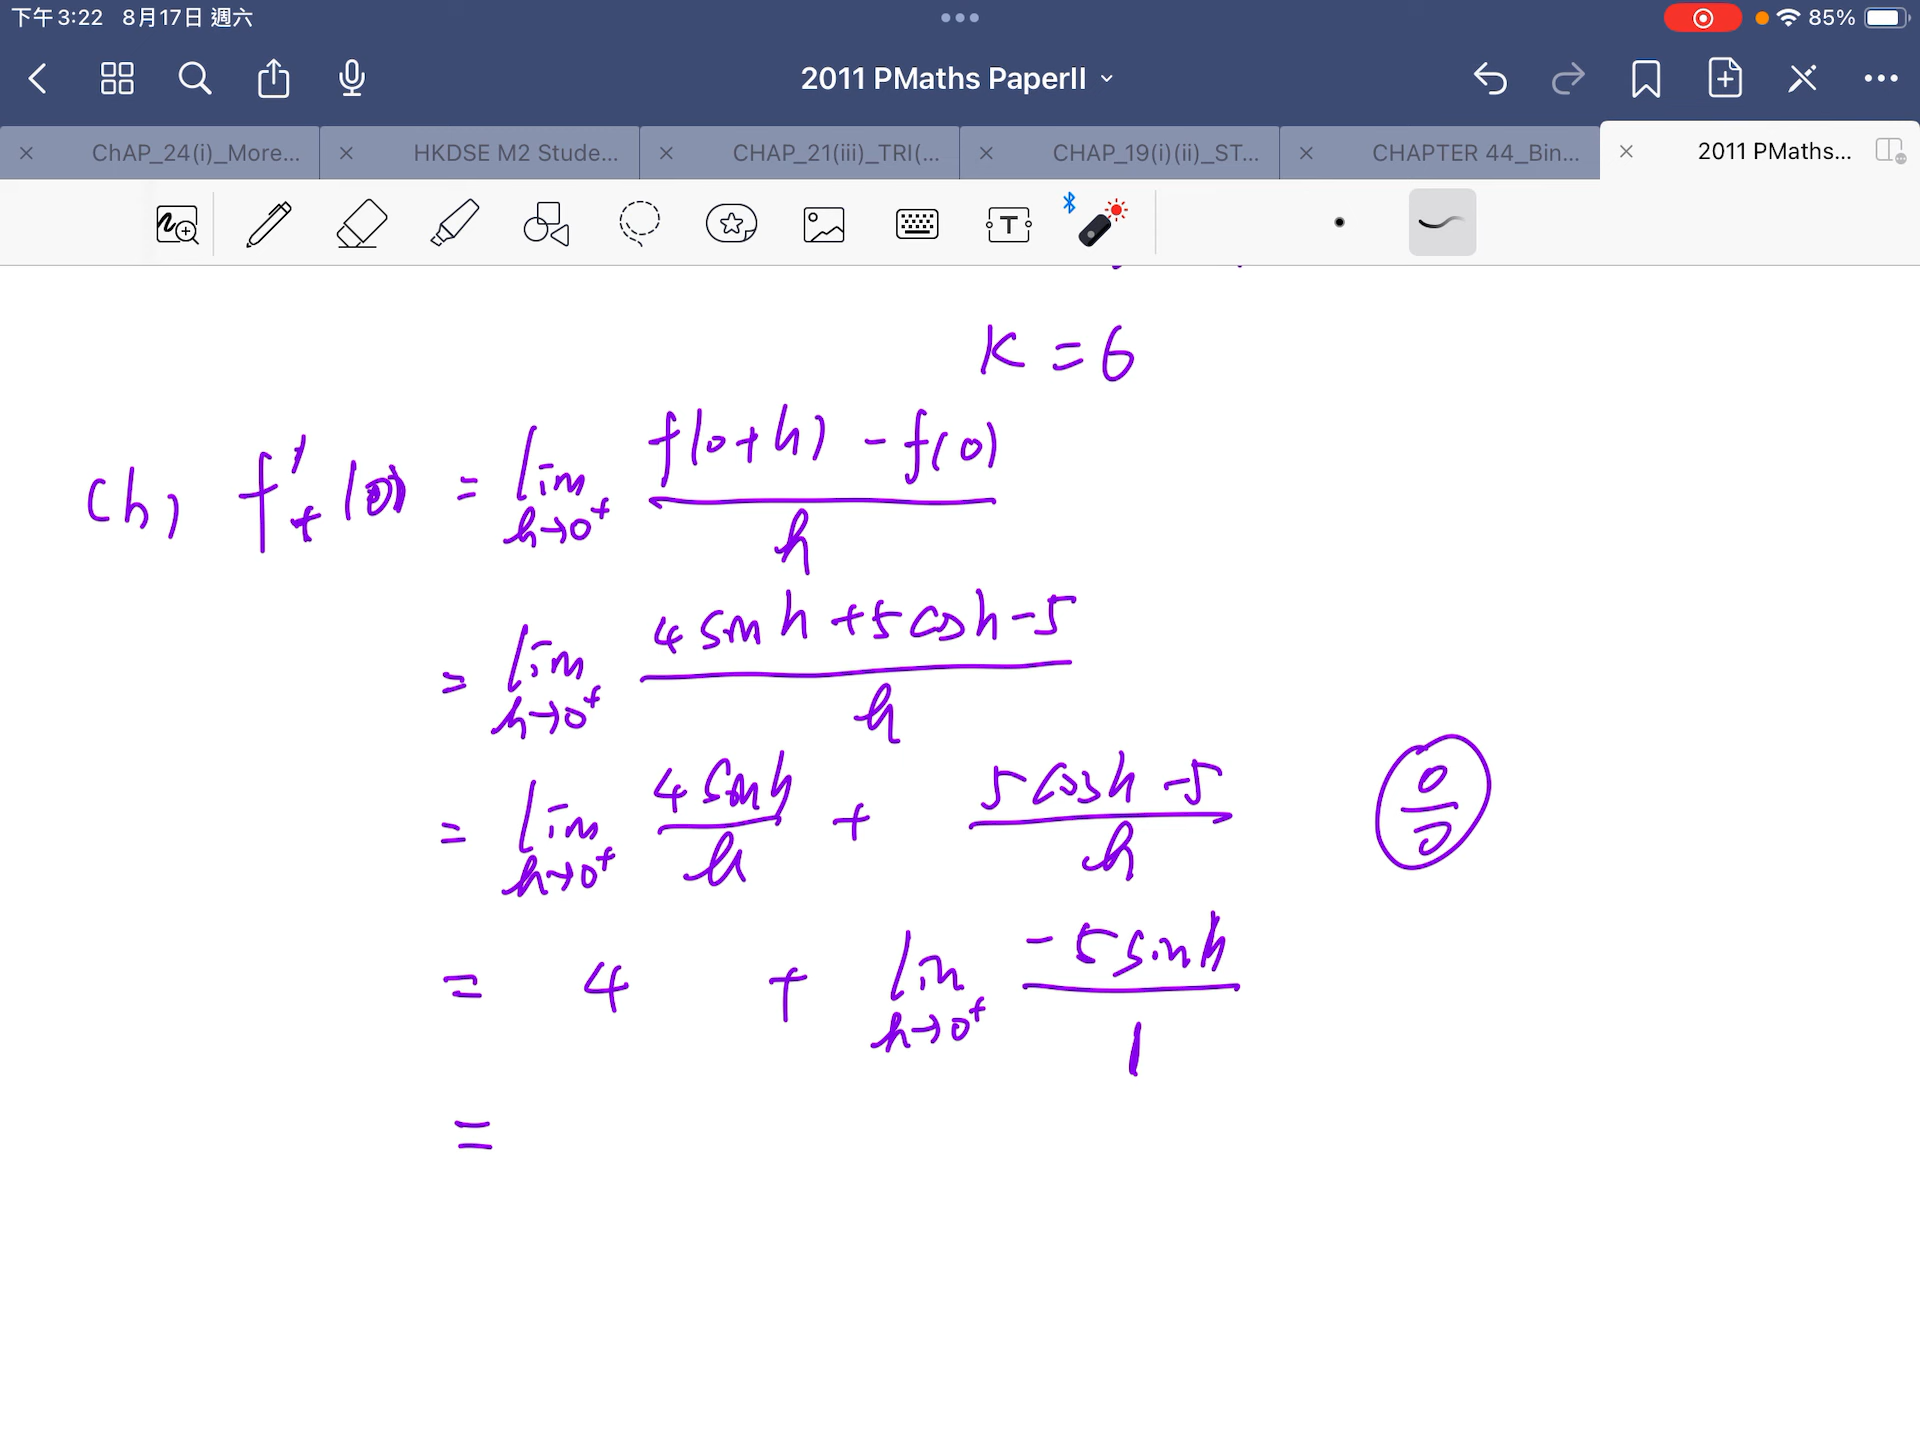 下午3:22 8月17日 週六 85%
2011 PMaths PaperII
ChAP_24(i)_More... HKDSE M2 Stude... CHAP_21(iii)_TRI(... CHAP_19(i)(ii)_ST... CHAPTER 44_Bin... 2011 PMaths...
T
K = 6
(b) f'₊(0) = lim h→0⁺ (f(0+h) - f(0))/h
= lim h→0⁺ (4 sin h + 5 cos h - 5)/h
= lim h→0⁺ (4 sin h)/h + (5 cos h - 5)/h 0/0
= 4 + lim h→0⁺ (-5 sin h)/1
=